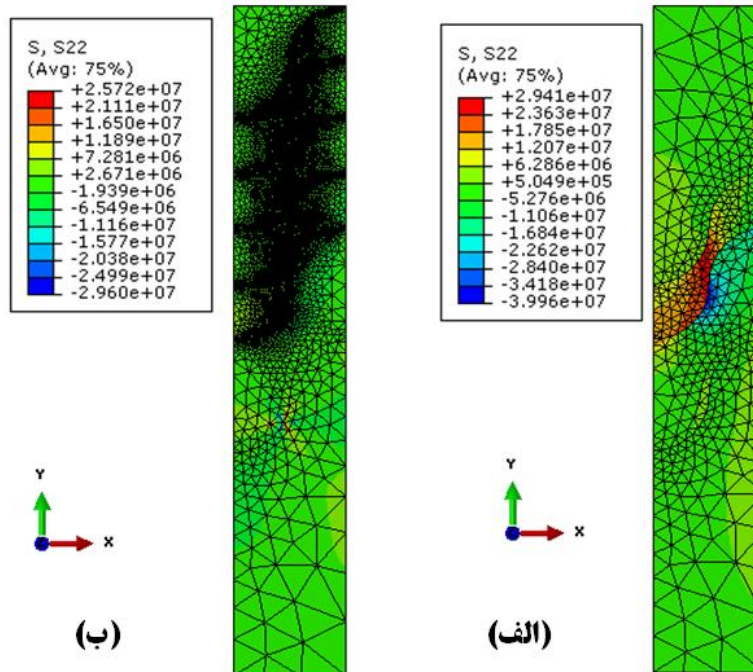 S, S22
(Avg: 75%)
+2.572e+07
+2.111e+07
+1.650e+07
+1.189e+07
+7.281e+06
+2.671e+06
-1.939e+06
-6.549e+06
-1.116e+07
-1.577e+07
-2.038e+07
-2.499e+07
-2.960e+07
Y
X
(ب)
S, S22
(Avg: 75%)
+2.941e+07
+2.363e+07
+1.785e+07
+1.207e+07
+6.286e+06
+5.049e+05
-5.276e+06
-1.106e+07
-1.684e+07
-2.262e+07
-2.840e+07
-3.418e+07
-3.996e+07
Y
X
(الف)